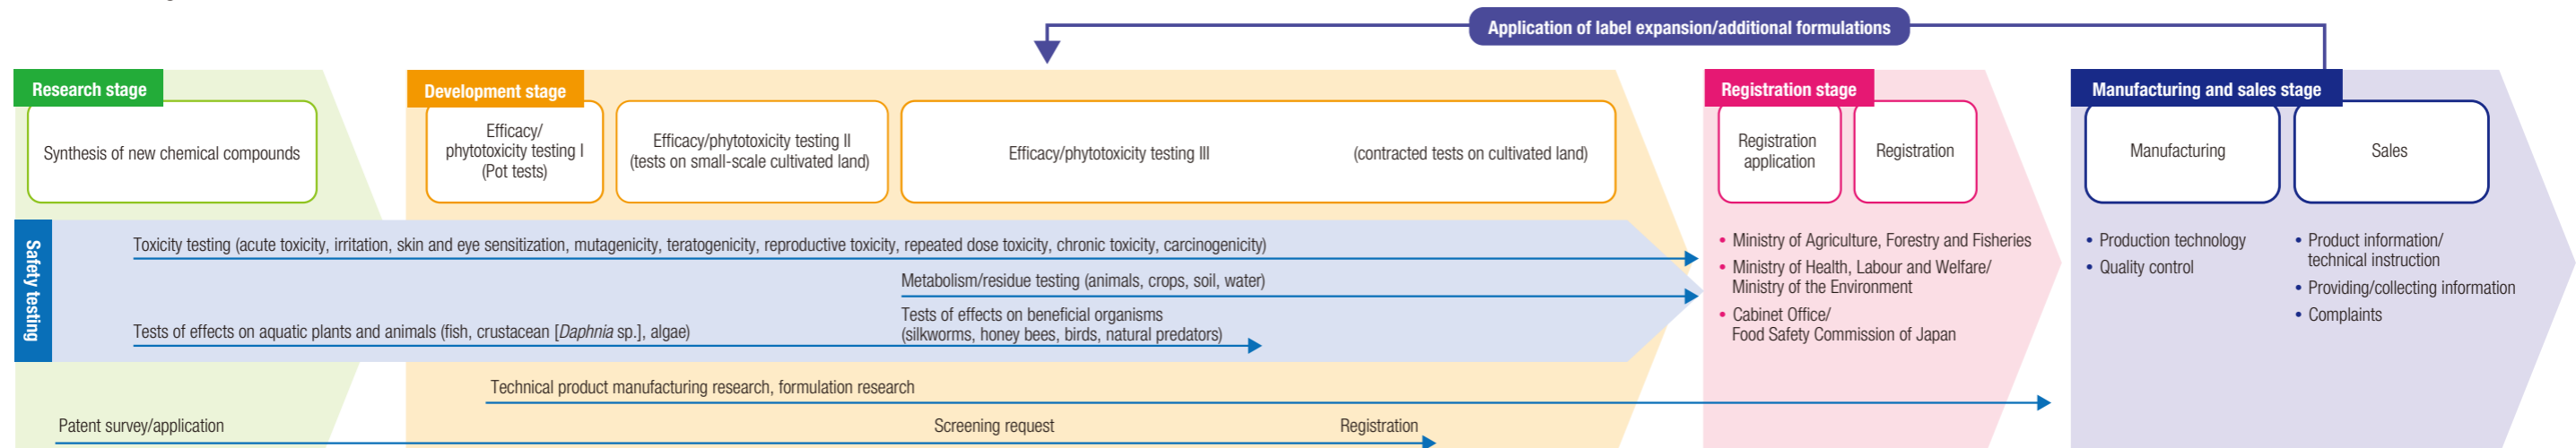 Application of label expansion/additional formulations
Research stage
Synthesis of new chemical compounds
Development stage
Efficacy/
phytotoxicity testing I
(Pot tests)
Efficacy/phytotoxicity testing II
(tests on small-scale cultivated land)
Efficacy/phytotoxicity testing III
(contracted tests on cultivated land)
Registration stage
Registration
application
Registration
Manufacturing and sales stage
Manufacturing
Sales
Safety testing
Toxicity testing (acute toxicity, irritation, skin and eye sensitization, mutagenicity, teratogenicity, reproductive toxicity, repeated dose toxicity, chronic toxicity, carcinogenicity)
Metabolism/residue testing (animals, crops, soil, water)
Tests of effects on aquatic plants and animals (fish, crustacean [Daphnia sp.], algae)
Tests of effects on beneficial organisms
(silkworms, honey bees, birds, natural predators)
• Ministry of Agriculture, Forestry and Fisheries
• Ministry of Health, Labour and Welfare/
Ministry of the Environment
• Cabinet Office/
Food Safety Commission of Japan
• Production technology
• Quality control
• Product information/
technical instruction
• Providing/collecting information
• Complaints
Technical product manufacturing research, formulation research
Patent survey/application
Screening request
Registration